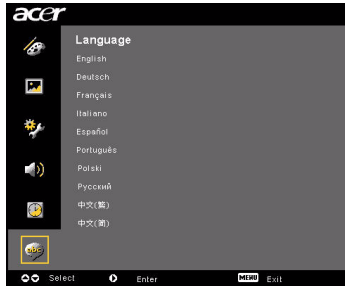 acer
Language
English
Deutsch
Français
Italiano
Español
Português
Polski
Русский
中文(繁)
中文(简)
abc
Select Enter MENU Exit